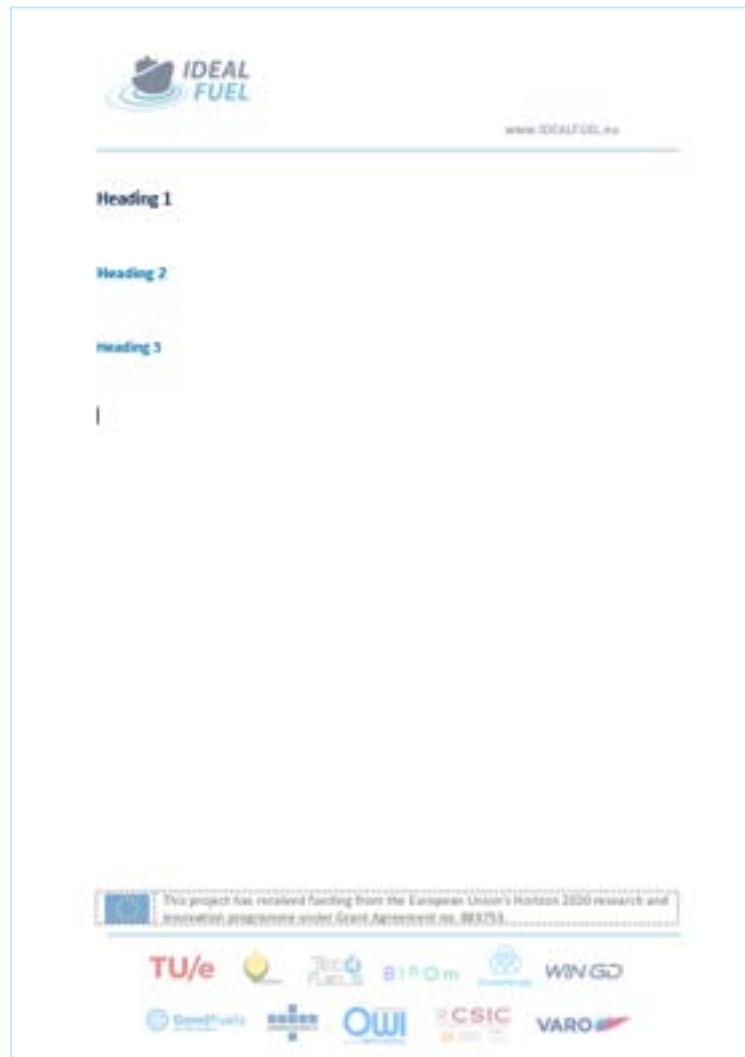 IDEAL
FUEL
www.IDEALFUEL.eu
Heading 1
Heading 2
Heading 3
This project has received funding from the European Union's Horizon 2020 research and
innovation programme under Grant Agreement no. 883753.
TU/e
WIN GD
GoodFuels
OWI
CSIC
VARO